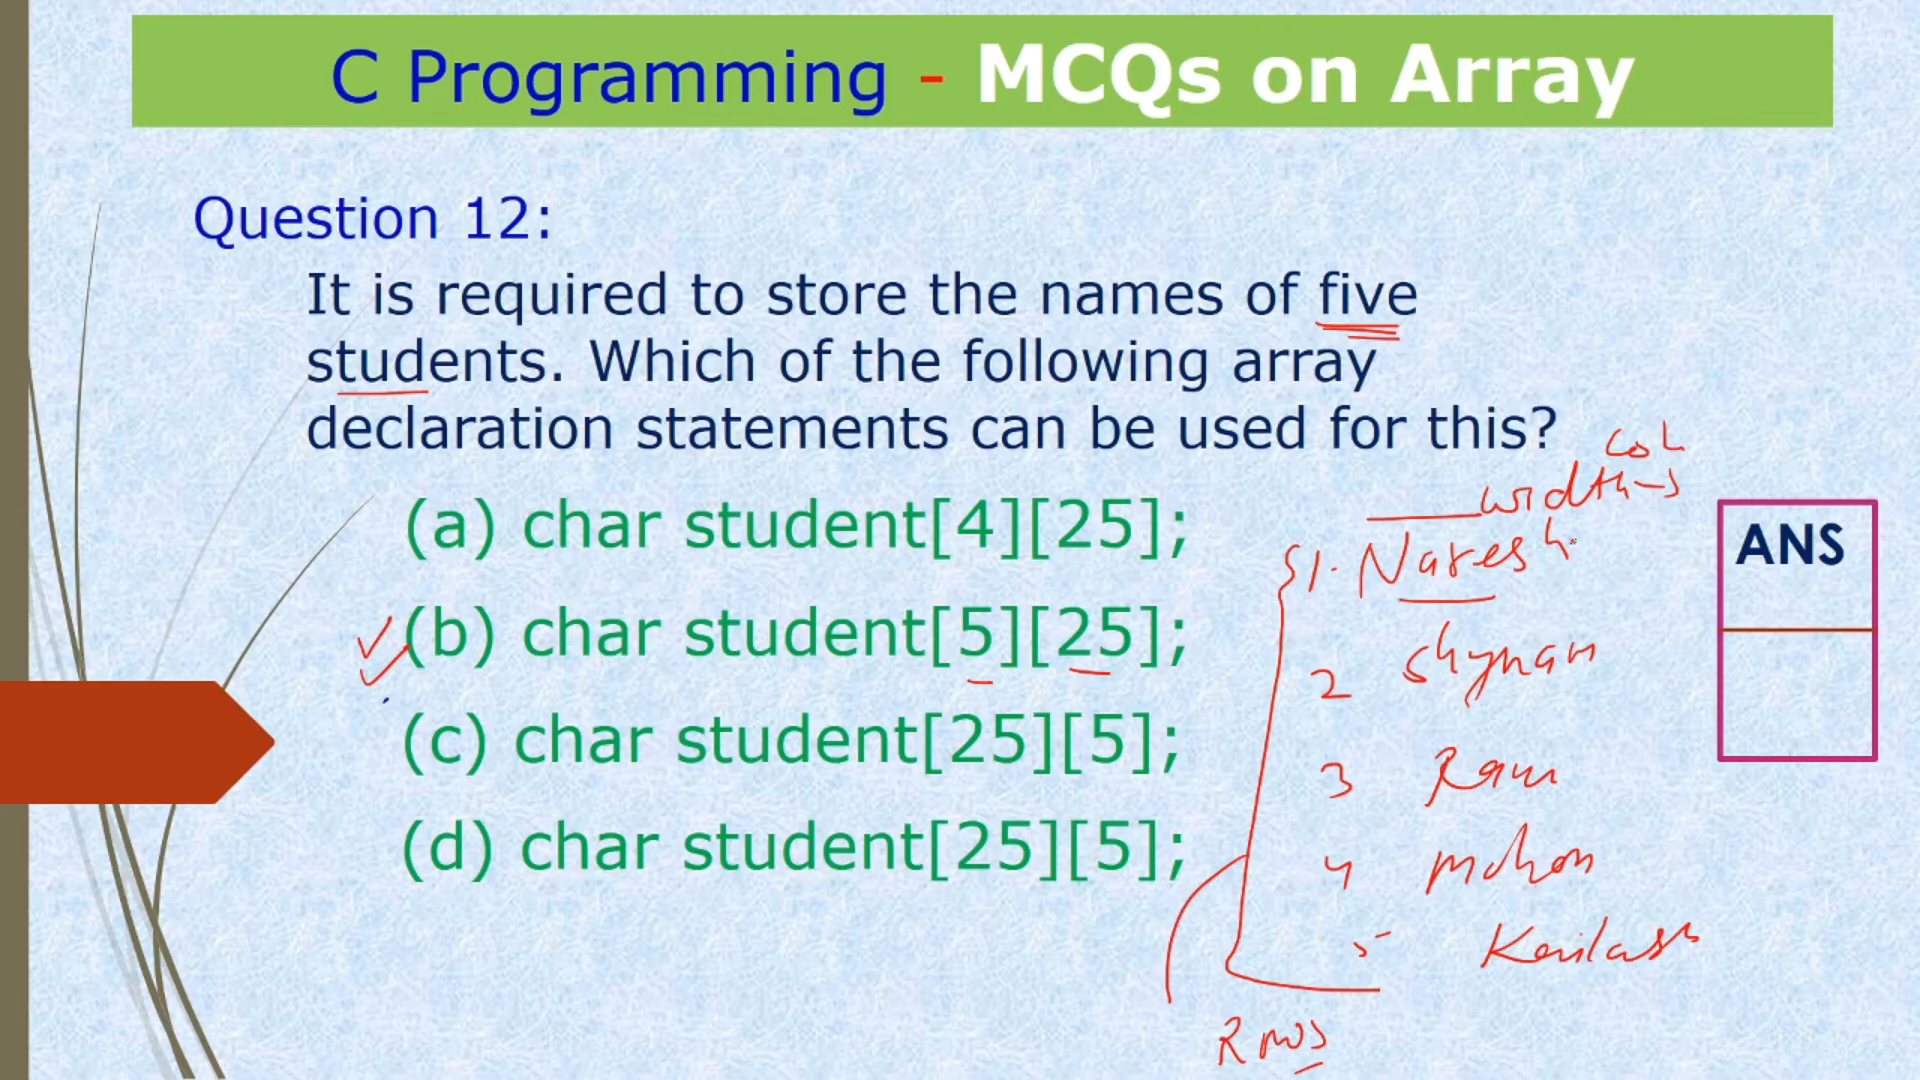 C Programming - MCQs on Array
Question 12:
It is required to store the names of five
students. Which of the following array
declaration statements can be used for this?
(a) char student[4][25];
(b) char student[5][25];
(c) char student[25][5];
(d) char student[25][5];
ANS
col
width
1. Naresh
2 Shynam
3 Ram
4 mohan
5 Kailash
Rows